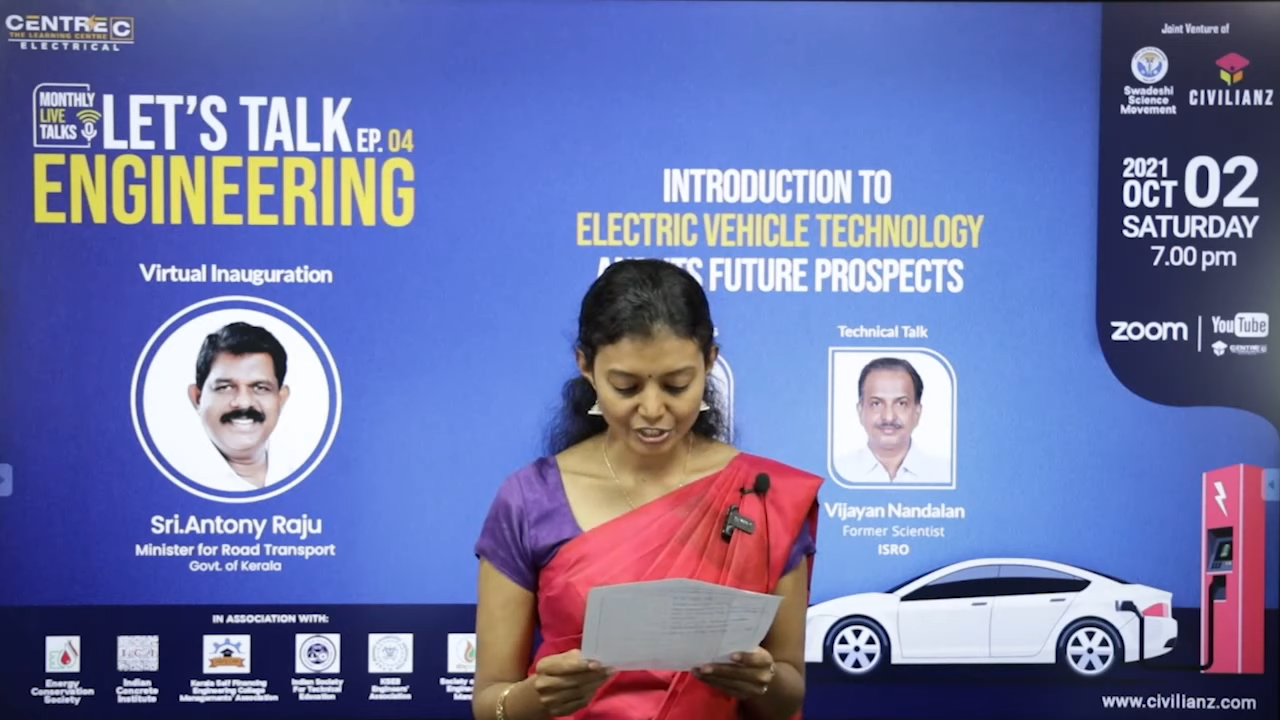 CENTRE C
THE LEARNING CENTRE
ELECTRICAL
MONTHLY
LIVE
TALKS
LET'S TALK EP. 04
ENGINEERING
Virtual Inauguration
Sri.Antony Raju
Minister for Road Transport
Govt. of Kerala
INTRODUCTION TO
ELECTRIC VEHICLE TECHNOLOGY
ITS FUTURE PROSPECTS
Technical Talk
Vijayan Nandalan
Former Scientist
ISRO
Joint Venture of
Swadeshi
Science
Movement
CIVILIANZ
2021
OCT 02
SATURDAY
7.00 pm
zoom
YouTube
IN ASSOCIATION WITH:
Energy
Conservation
Society
Indian
Concrete
Institute
Kerala Self Financing
Engineering College
Managements' Association
Indian Society
For Technical
Education
KSEB
Engineers'
Association
Society
www.civilianz.com